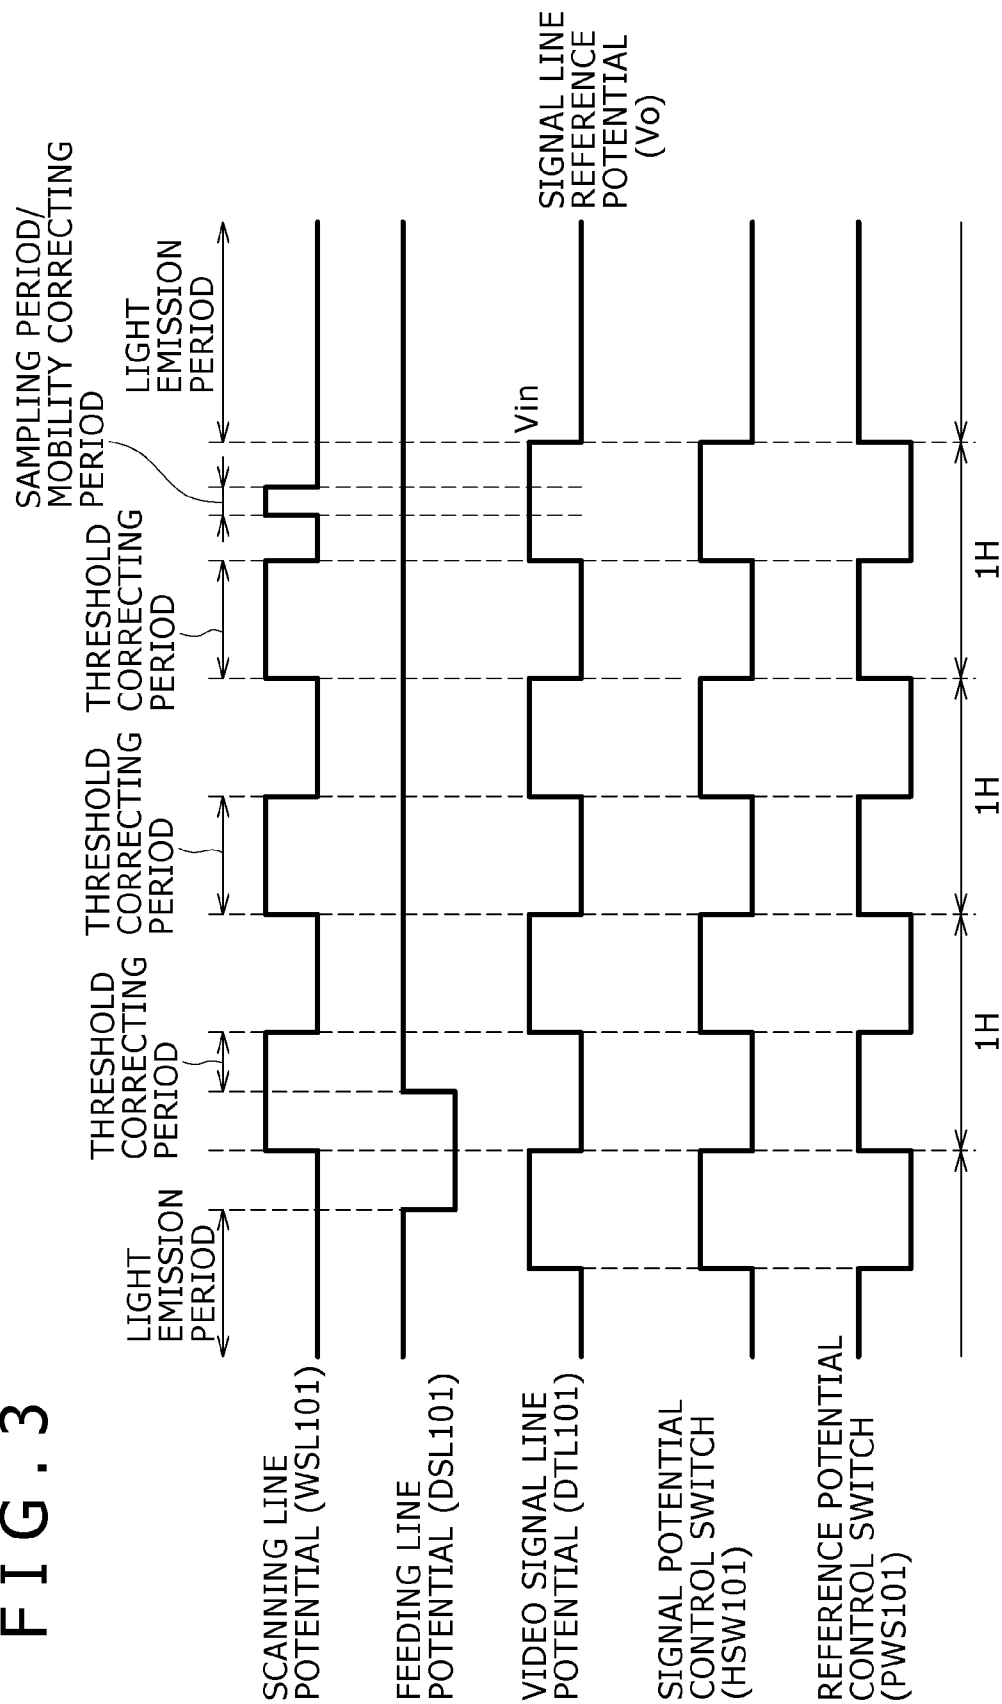 FIG.3
LIGHT
EMISSION
PERIOD
THRESHOLD
CORRECTING
PERIOD
THRESHOLD
CORRECTING
PERIOD
THRESHOLD
CORRECTING
PERIOD
SAMPLING PERIOD/
MOBILITY CORRECTING
PERIOD
LIGHT
EMISSION
PERIOD
SCANNING LINE
POTENTIAL (WSL101)
FEEDING LINE
POTENTIAL (DSL101)
VIDEO SIGNAL LINE
POTENTIAL (DTL101)
Vin
SIGNAL LINE
REFERENCE
POTENTIAL
(Vo)
SIGNAL POTENTIAL
CONTROL SWITCH
(HSW101)
REFERENCE POTENTIAL
CONTROL SWITCH
(PWS101)
1H
1H
1H